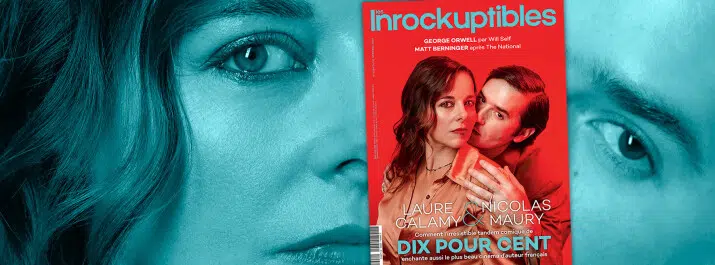 les
Inrockuptibles
GEORGE ORWELL par Will Self
MATT BERNINGER après The National
LAURE & NICOLAS
CALAMY MAURY
Comment l'irrésistible tandem comique de
DIX POUR CENT
enchante aussi le plus beau cinéma d'auteur français